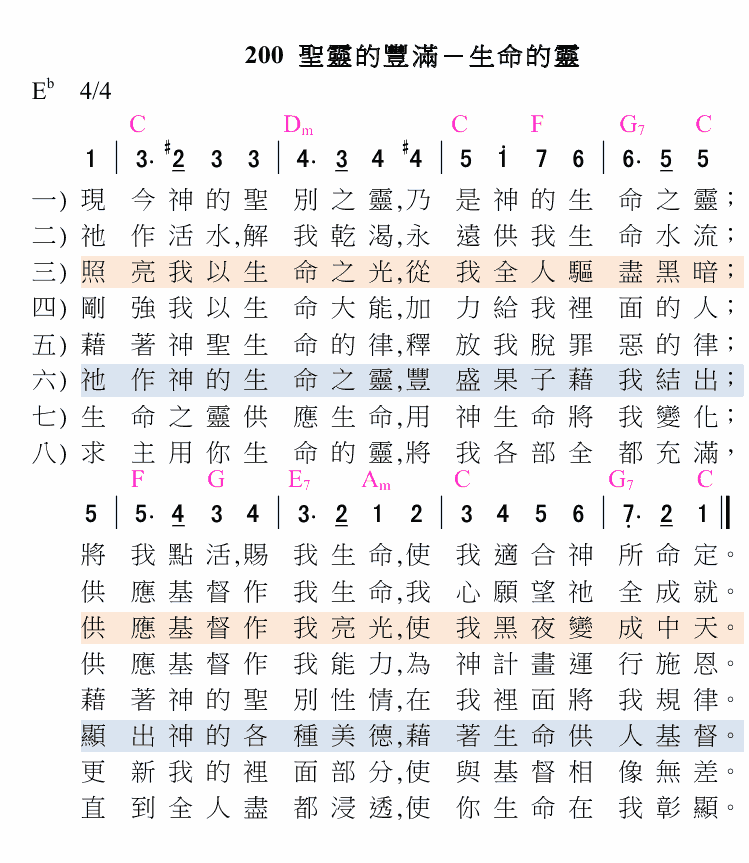 200 聖靈的豐滿－生命的靈
E♭ 4/4
C Dm C F G7 C
1 | 3· #2 3 3 | 4· 3 4 #4 | 5 i 7 6 | 6· 5 5
一) 現 今神的聖 別之靈,乃 是神的生 命之靈；
二) 祂 作活水,解 我乾渴,永 遠供我生 命水流；
三) 照 亮我以生 命之光,從 我全人驅 盡黑暗；
四) 剛 強我以生 命大能,加 力給我裡 面的人；
五) 藉 著神聖生 命的律,釋 放我脫罪 惡的律；
六) 祂 作神的生 命之靈,豐 盛果子藉 我結出；
七) 生 命之靈供 應生命,用 神生命將 我變化；
八) 求 主用你生 命的靈,將 我各部全 都充滿，
F G E7 Am C G7 C
5 | 5· 4 3 4 | 3· 2 1 2 | 3 4 5 6 | 7· 2 1 ‖
將 我點活,賜 我生命,使 我適合神 所命定。
供 應基督作 我生命,我 心願望祂 全成就。
供 應基督作 我亮光,使 我黑夜變 成中天。
供 應基督作 我能力,為 神計畫運 行施恩。
藉 著神的聖 別性情,在 我裡面將 我規律。
顯 出神的各 種美德,藉 著生命供 人基督。
更 新我的裡 面部分,使 與基督相 像無差。
直 到全人盡 都浸透,使 你生命在 我彰顯。